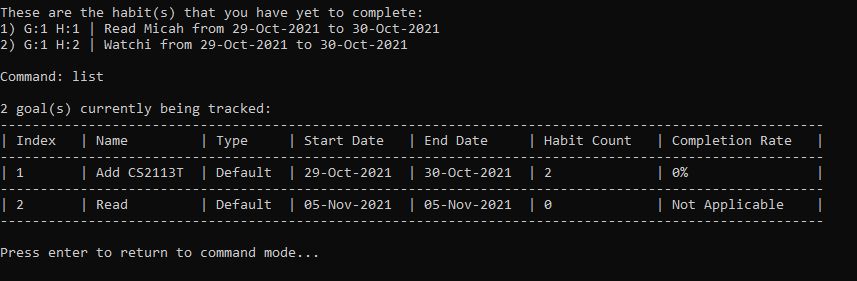 These are the habit(s) that you have yet to complete:
1) G:1 H:1 | Read Micah from 29-Oct-2021 to 30-Oct-2021
2) G:1 H:2 | Watchi from 29-Oct-2021 to 30-Oct-2021
Command: list
2 goal(s) currently being tracked:
-------------------------------------------------------------------------------------------------------
| Index   | Name         | Type     | Start Date   | End Date    | Habit Count   | Completion Rate   |
-------------------------------------------------------------------------------------------------------
| 1       | Add CS2113T  | Default  | 29-Oct-2021  | 30-Oct-2021 | 2             | 0%                |
-------------------------------------------------------------------------------------------------------
| 2       | Read         | Default  | 05-Nov-2021  | 05-Nov-2021 | 0             | Not Applicable    |
-------------------------------------------------------------------------------------------------------
Press enter to return to command mode...